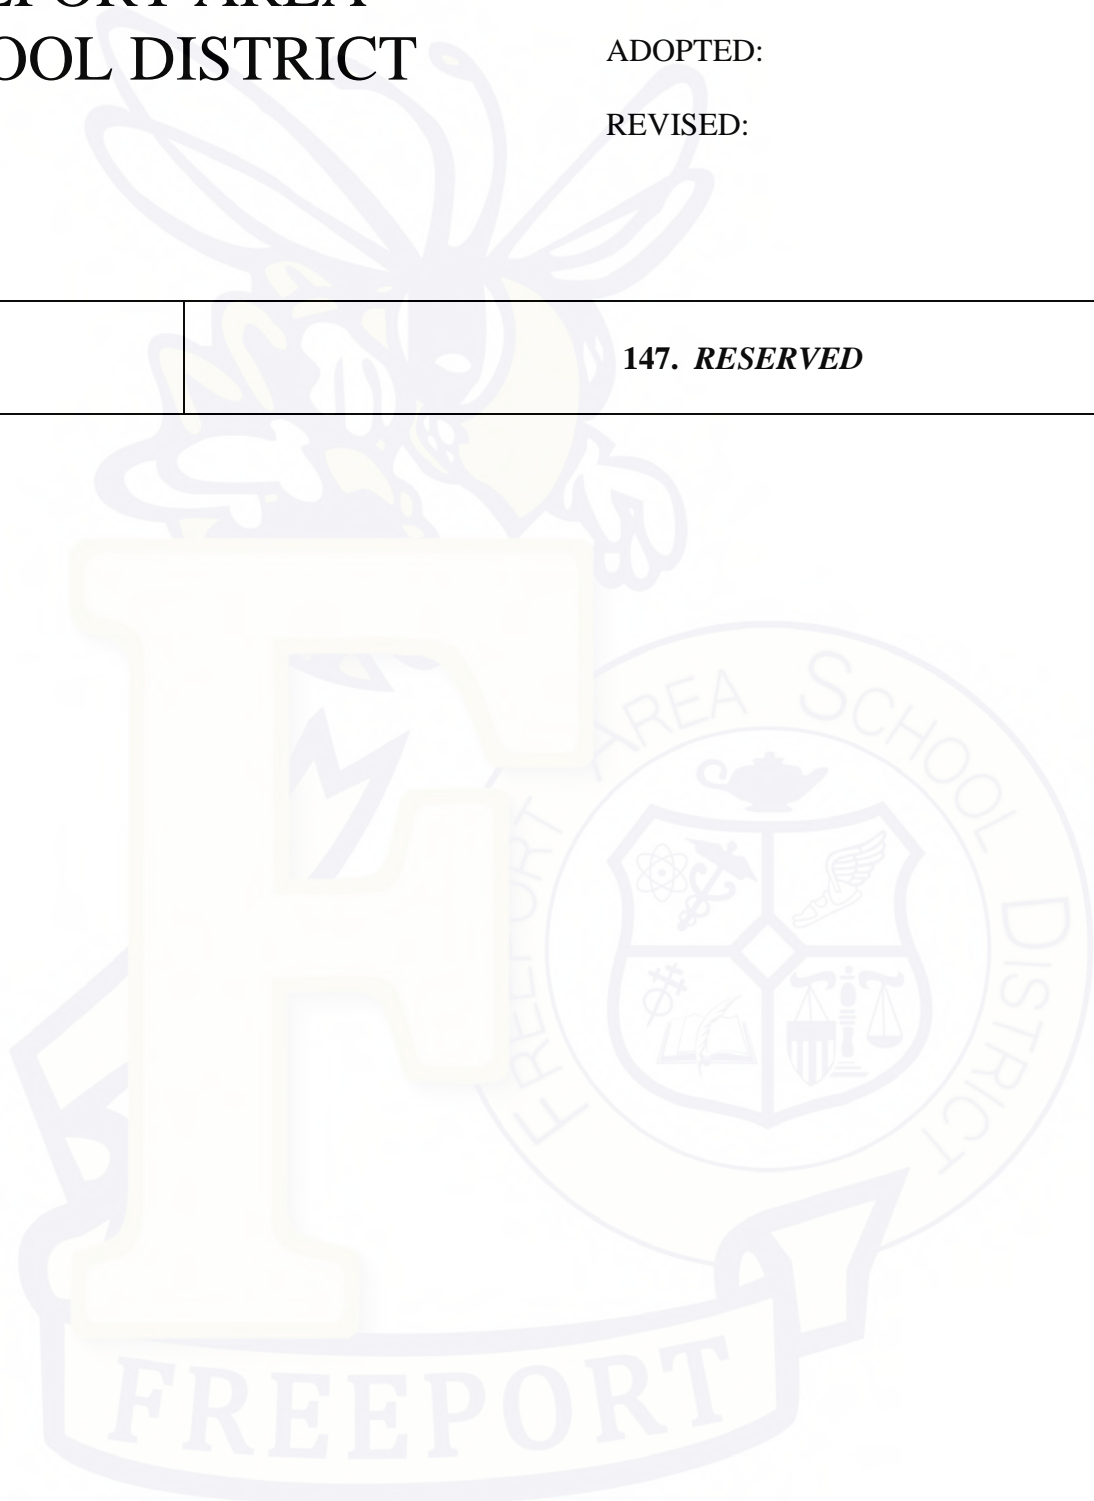 EPORT AREA
OOL DISTRICT
ADOPTED:
REVISED:
147. RESERVED
FREEPORT AREA SCHOOL DISTRICT
FREEPORT